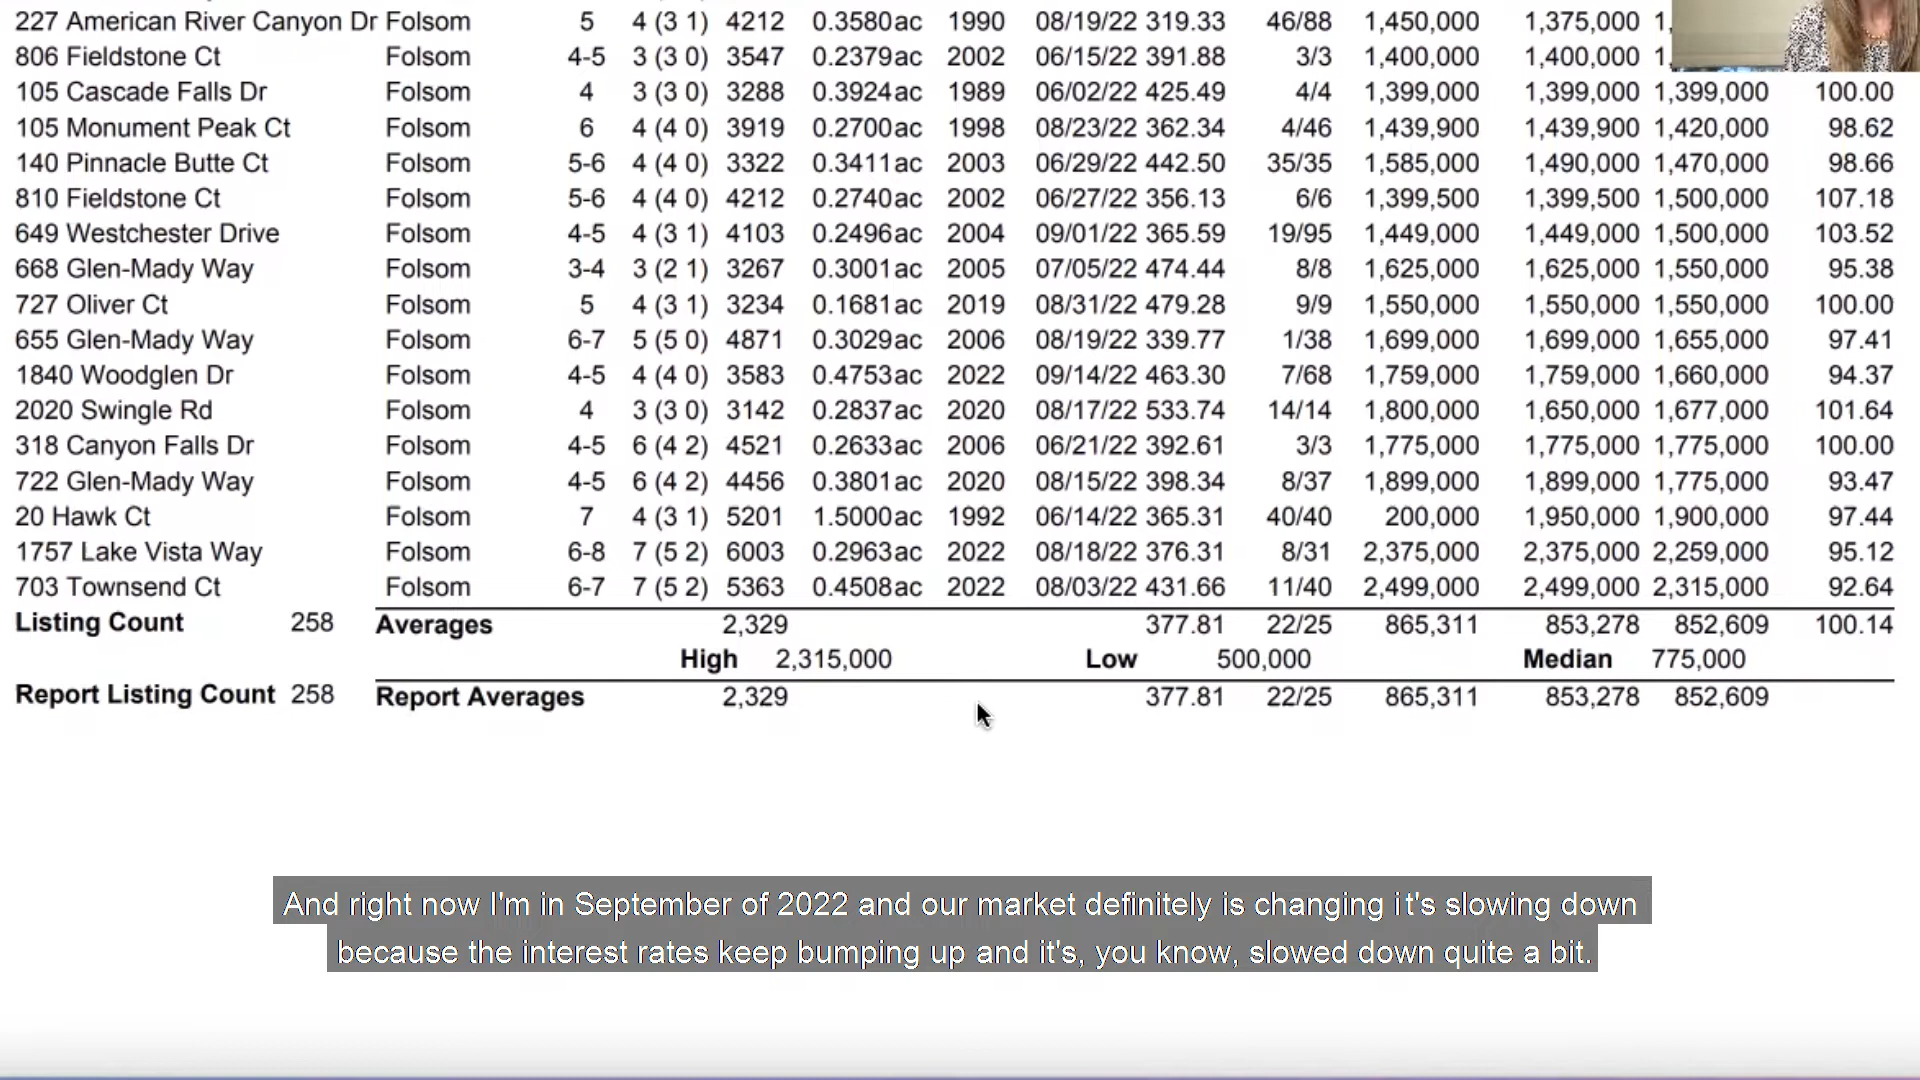 227 American River Canyon Dr Folsom 5 4 (3 1) 4212 0.3580ac 1990 08/19/22 319.33 46/88 1,450,000 1,375,000 1,
806 Fieldstone Ct Folsom 4-5 3 (3 0) 3547 0.2379ac 2002 06/15/22 391.88 3/3 1,400,000 1,400,000 1,
105 Cascade Falls Dr Folsom 4 3 (3 0) 3288 0.3924ac 1989 06/02/22 425.49 4/4 1,399,000 1,399,000 1,399,000 100.00
105 Monument Peak Ct Folsom 6 4 (4 0) 3919 0.2700ac 1998 08/23/22 362.34 4/46 1,439,900 1,439,900 1,420,000 98.62
140 Pinnacle Butte Ct Folsom 5-6 4 (4 0) 3322 0.3411ac 2003 06/29/22 442.50 35/35 1,585,000 1,490,000 1,470,000 98.66
810 Fieldstone Ct Folsom 5-6 4 (4 0) 4212 0.2740ac 2002 06/27/22 356.13 6/6 1,399,500 1,399,500 1,500,000 107.18
649 Westchester Drive Folsom 4-5 4 (3 1) 4103 0.2496ac 2004 09/01/22 365.59 19/95 1,449,000 1,449,000 1,500,000 103.52
668 Glen-Mady Way Folsom 3-4 3 (2 1) 3267 0.3001ac 2005 07/05/22 474.44 8/8 1,625,000 1,625,000 1,550,000 95.38
727 Oliver Ct Folsom 5 4 (3 1) 3234 0.1681ac 2019 08/31/22 479.28 9/9 1,550,000 1,550,000 1,550,000 100.00
655 Glen-Mady Way Folsom 6-7 5 (5 0) 4871 0.3029ac 2006 08/19/22 339.77 1/38 1,699,000 1,699,000 1,655,000 97.41
1840 Woodglen Dr Folsom 4-5 4 (4 0) 3583 0.4753ac 2022 09/14/22 463.30 7/68 1,759,000 1,759,000 1,660,000 94.37
2020 Swingle Rd Folsom 4 3 (3 0) 3142 0.2837ac 2020 08/17/22 533.74 14/14 1,800,000 1,650,000 1,677,000 101.64
318 Canyon Falls Dr Folsom 4-5 6 (4 2) 4521 0.2633ac 2006 06/21/22 392.61 3/3 1,775,000 1,775,000 1,775,000 100.00
722 Glen-Mady Way Folsom 4-5 6 (4 2) 4456 0.3801ac 2020 08/15/22 398.34 8/37 1,899,000 1,899,000 1,775,000 93.47
20 Hawk Ct Folsom 7 4 (3 1) 5201 1.5000ac 1992 06/14/22 365.31 40/40 200,000 1,950,000 1,900,000 97.44
1757 Lake Vista Way Folsom 6-8 7 (5 2) 6003 0.2963ac 2022 08/18/22 376.31 8/31 2,375,000 2,375,000 2,259,000 95.12
703 Townsend Ct Folsom 6-7 7 (5 2) 5363 0.4508ac 2022 08/03/22 431.66 11/40 2,499,000 2,499,000 2,315,000 92.64
Listing Count 258 Averages 2,329 377.81 22/25 865,311 853,278 852,609 100.14
High 2,315,000 Low 500,000 Median 775,000
Report Listing Count 258 Report Averages 2,329 377.81 22/25 865,311 853,278 852,609
And right now I'm in September of 2022 and our market definitely is changing it's slowing down
because the interest rates keep bumping up and it's, you know, slowed down quite a bit.